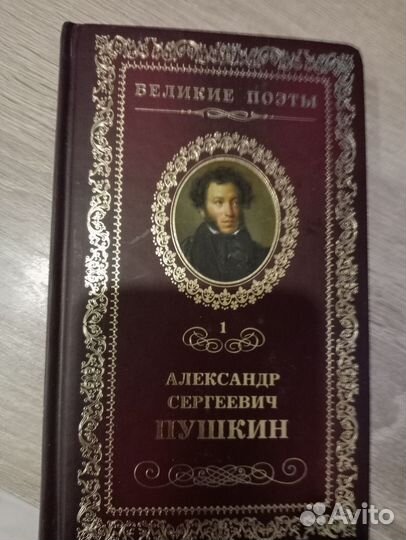 ВЕЛИКИЕ ПОЭТЫ
1
АЛЕКСАНДР
СЕРГЕЕВИЧ
ПУШКИН
Avito